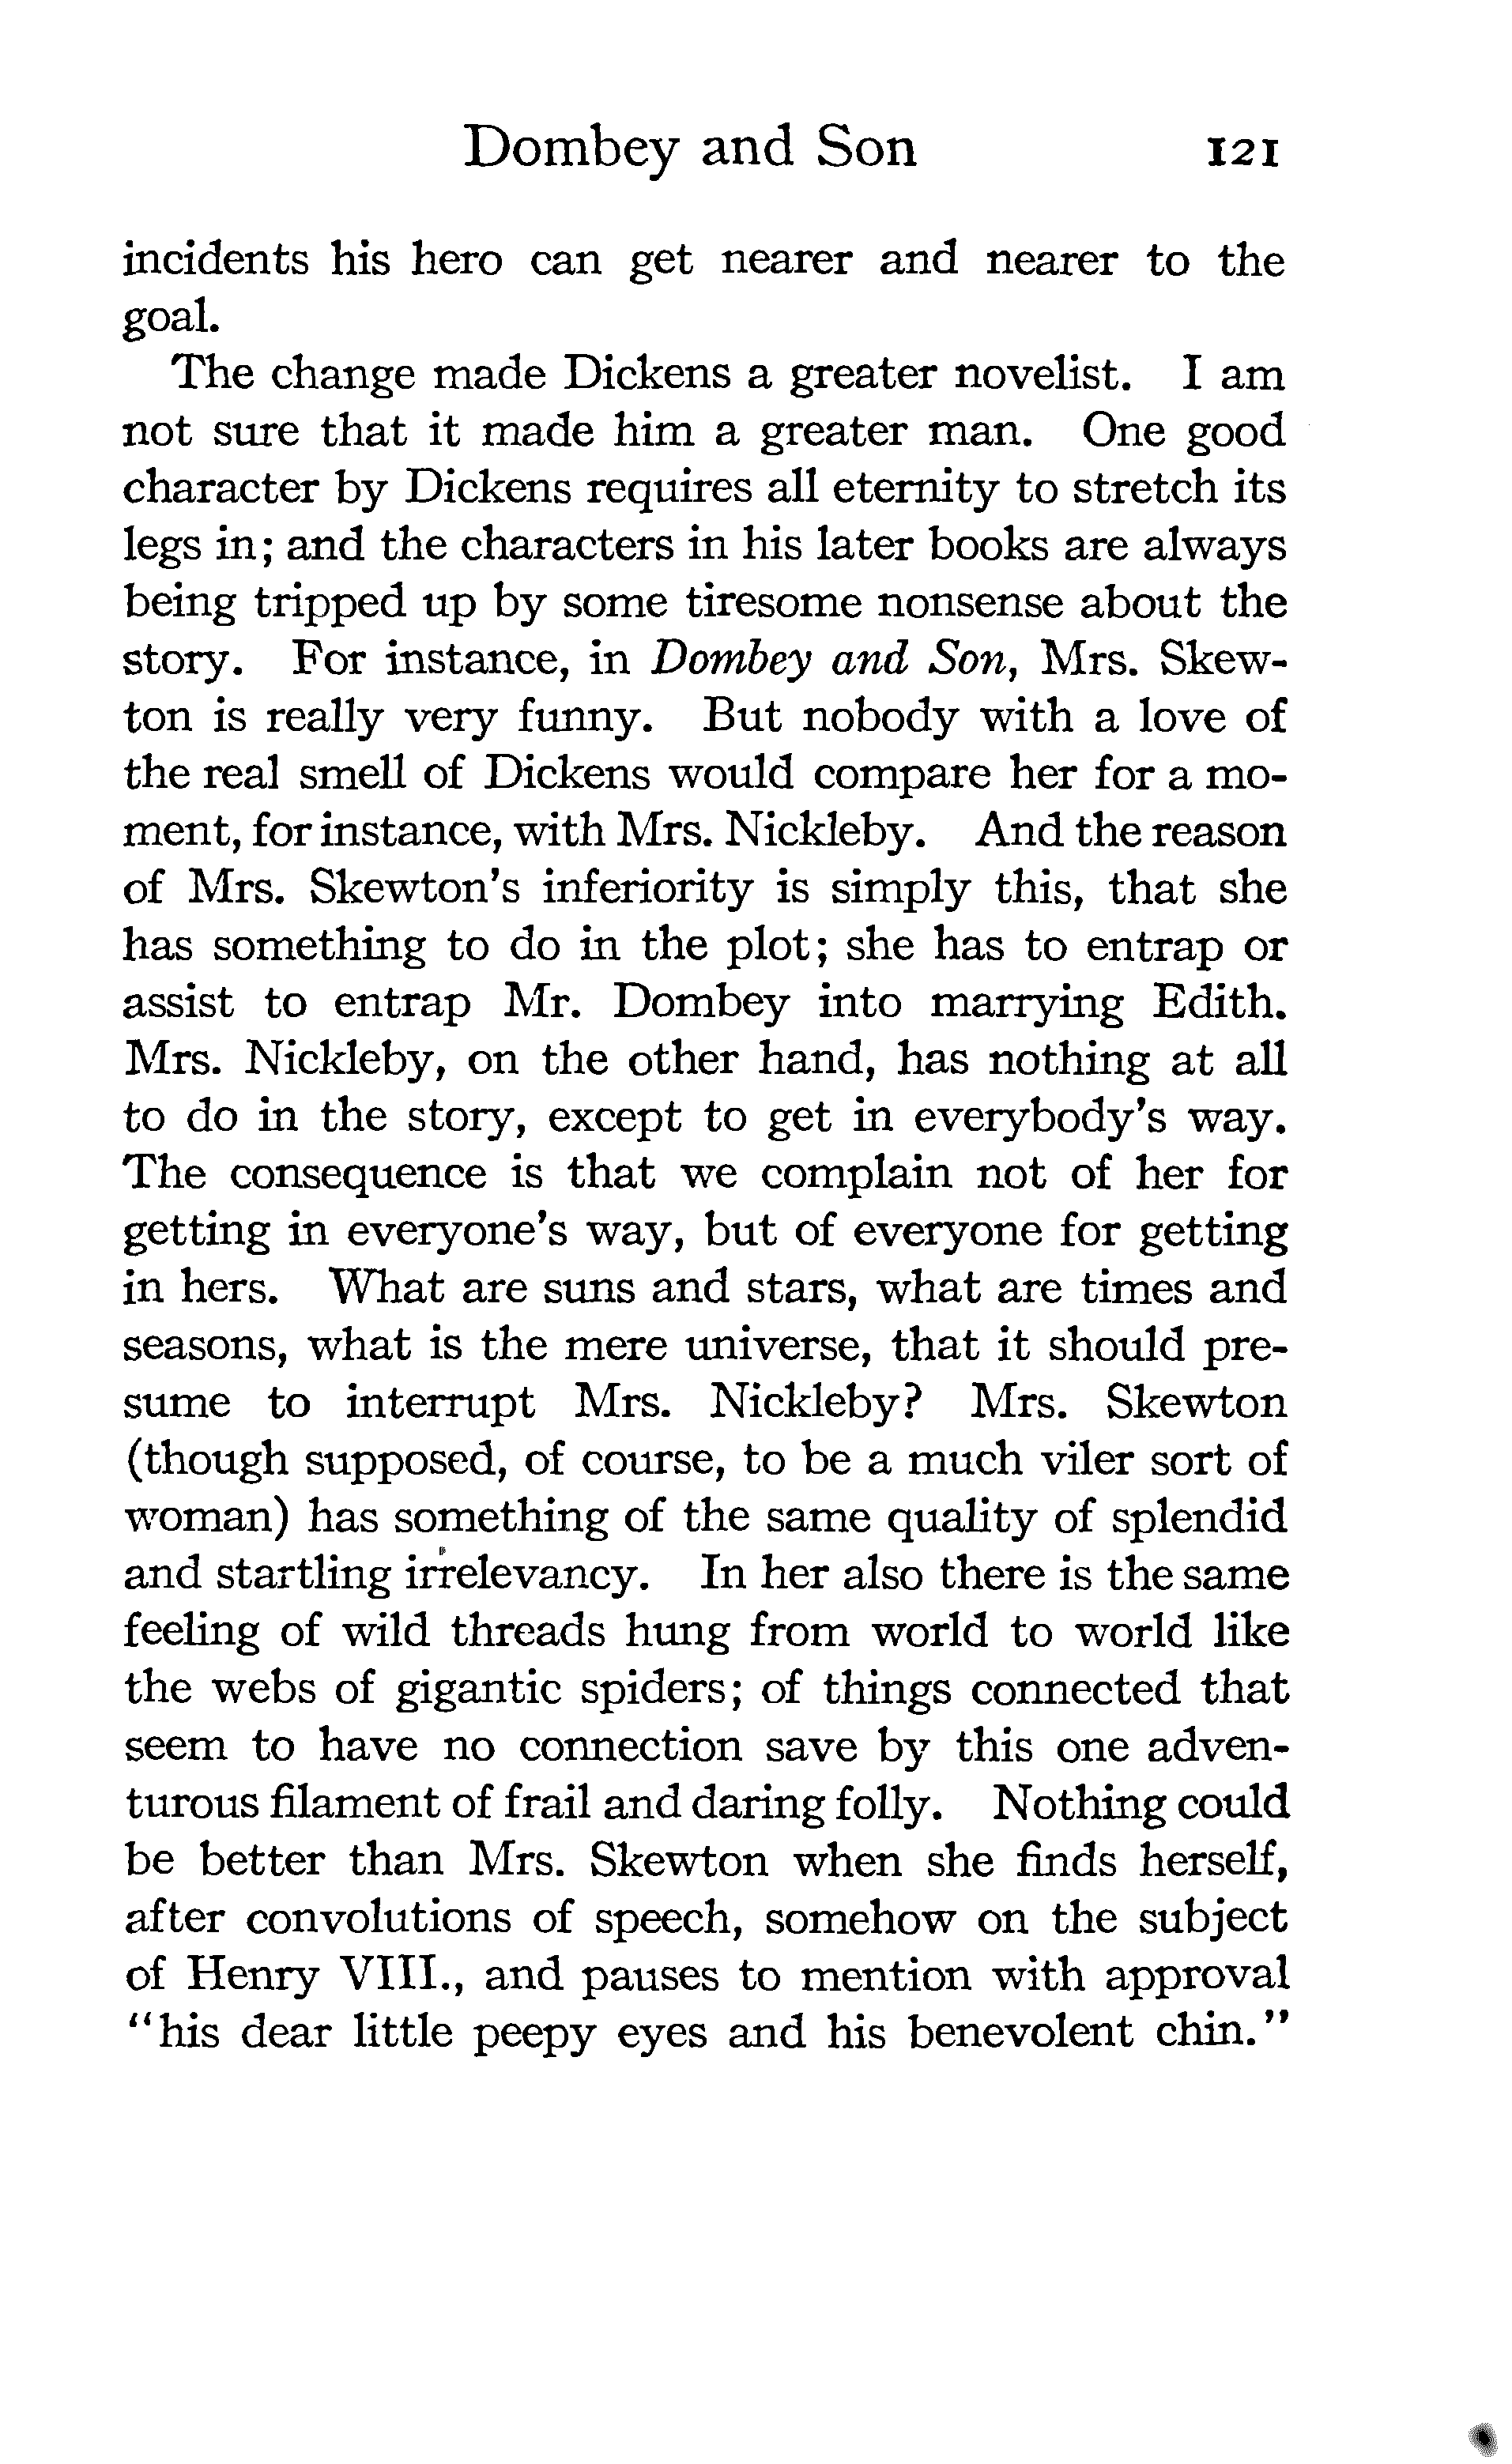 Dombey and Son 121
incidents his hero can get nearer and nearer to the
goal.
The change made Dickens a greater novelist. I am
not sure that it made him a greater man. One good
character by Dickens requires all eternity to stretch its
legs in; and the characters in his later books are always
being tripped up by some tiresome nonsense about the
story. For instance, in Dombey and Son, Mrs. Skew-
ton is really very funny. But nobody with a love of
the real smell of Dickens would compare her for a mo-
ment, for instance, with Mrs. Nickleby. And the reason
of Mrs. Skewton's inferiority is simply this, that she
has something to do in the plot; she has to entrap or
assist to entrap Mr. Dombey into marrying Edith.
Mrs. Nickleby, on the other hand, has nothing at all
to do in the story, except to get in everybody's way.
The consequence is that we complain not of her for
getting in everyone's way, but of everyone for getting
in hers. What are suns and stars, what are times and
seasons, what is the mere universe, that it should pre-
sume to interrupt Mrs. Nickleby? Mrs. Skewton
(though supposed, of course, to be a much viler sort of
woman) has something of the same quality of splendid
and startling irrelevancy. In her also there is the same
feeling of wild threads hung from world to world like
the webs of gigantic spiders; of things connected that
seem to have no connection save by this one adven-
turous filament of frail and daring folly. Nothing could
be better than Mrs. Skewton when she finds herself,
after convolutions of speech, somehow on the subject
of Henry VIII., and pauses to mention with approval
"his dear little peepy eyes and his benevolent chin."